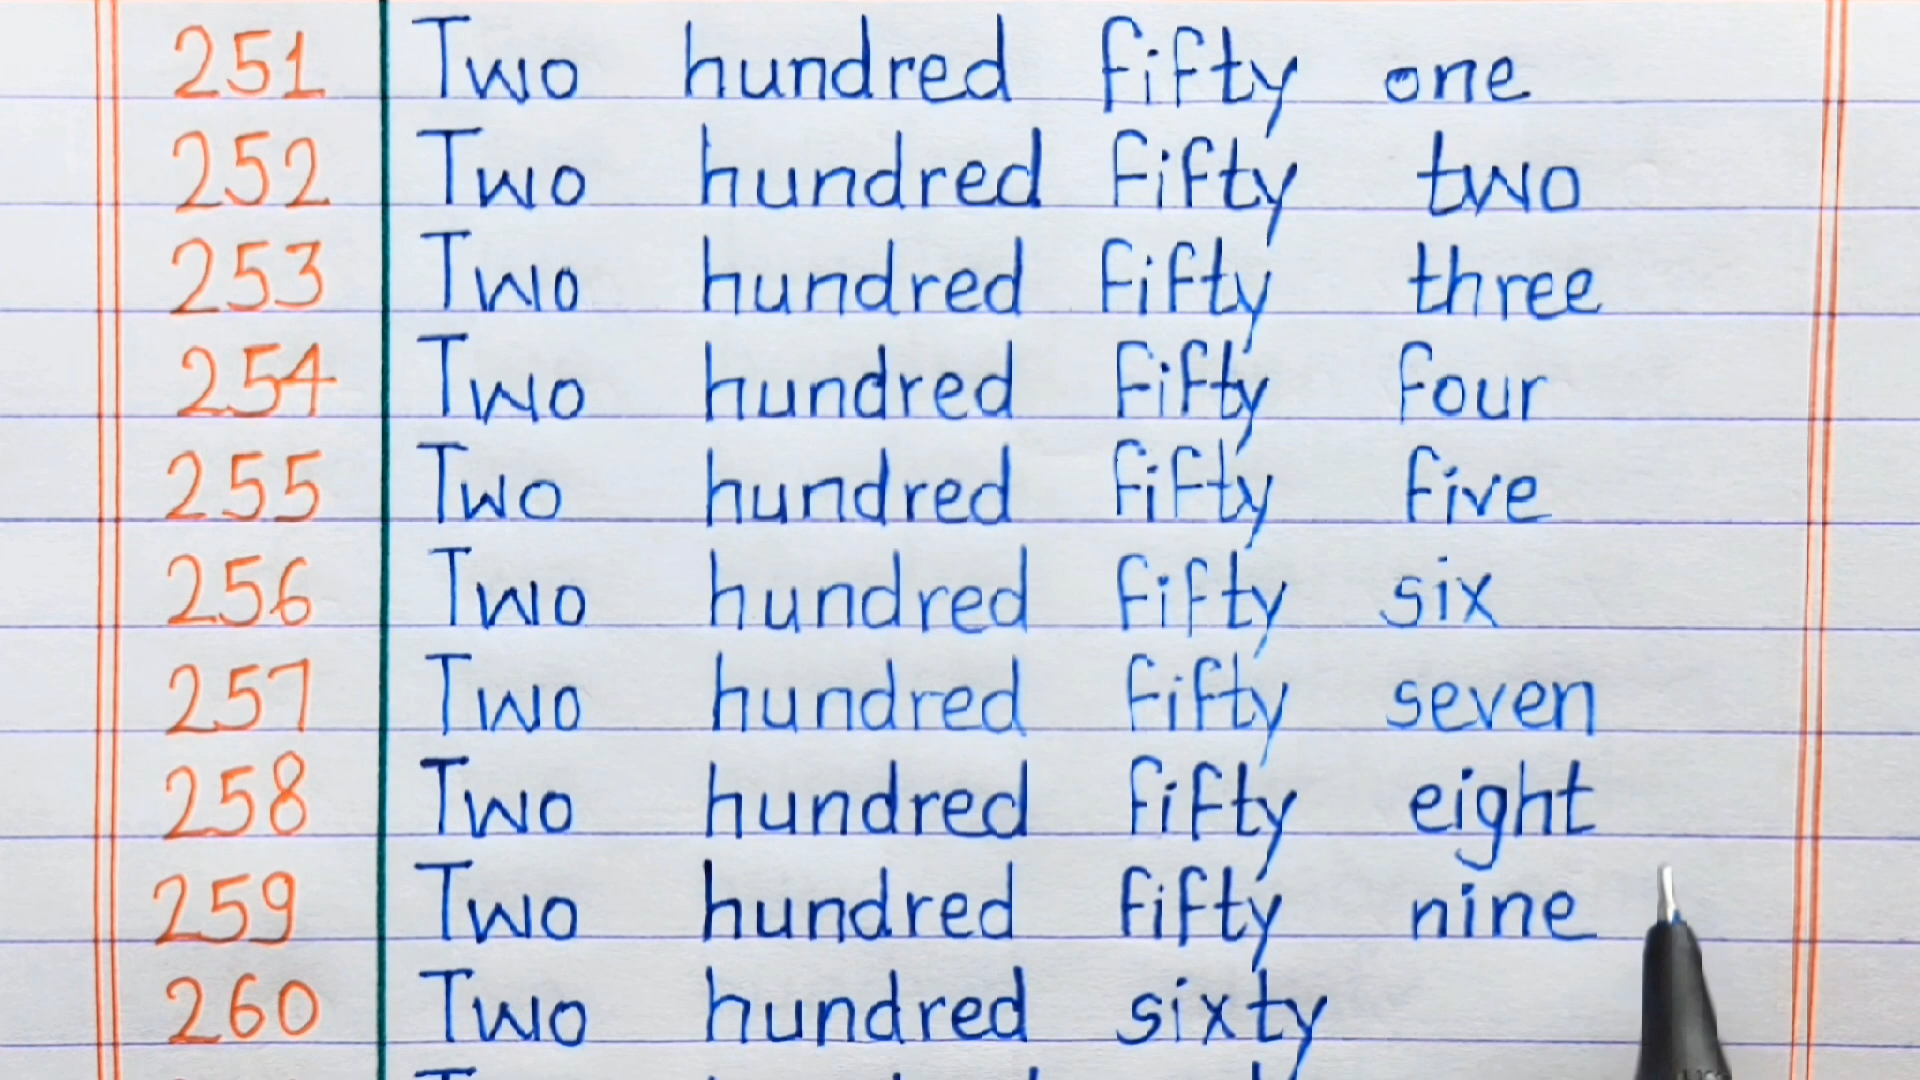 251 Two hundred fifty one
252 Two hundred fifty two
253 Two hundred fifty three
254 Two hundred fifty four
255 Two hundred fifty five
256 Two hundred fifty six
257 Two hundred fifty seven
258 Two hundred fifty eight
259 Two hundred fifty nine
260 Two hundred sixty